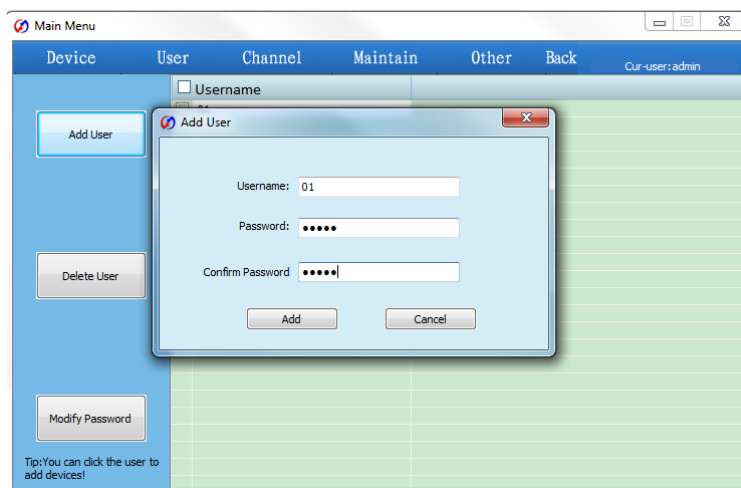 Main Menu
Device User Channel Maintain Other Back Cur-user:admin
Username
Add User
Add User
Username: 01
Password: •••••
Confirm Password •••••
Add Cancel
Delete User
Modify Password
Tip:You can click the user to
add devices!